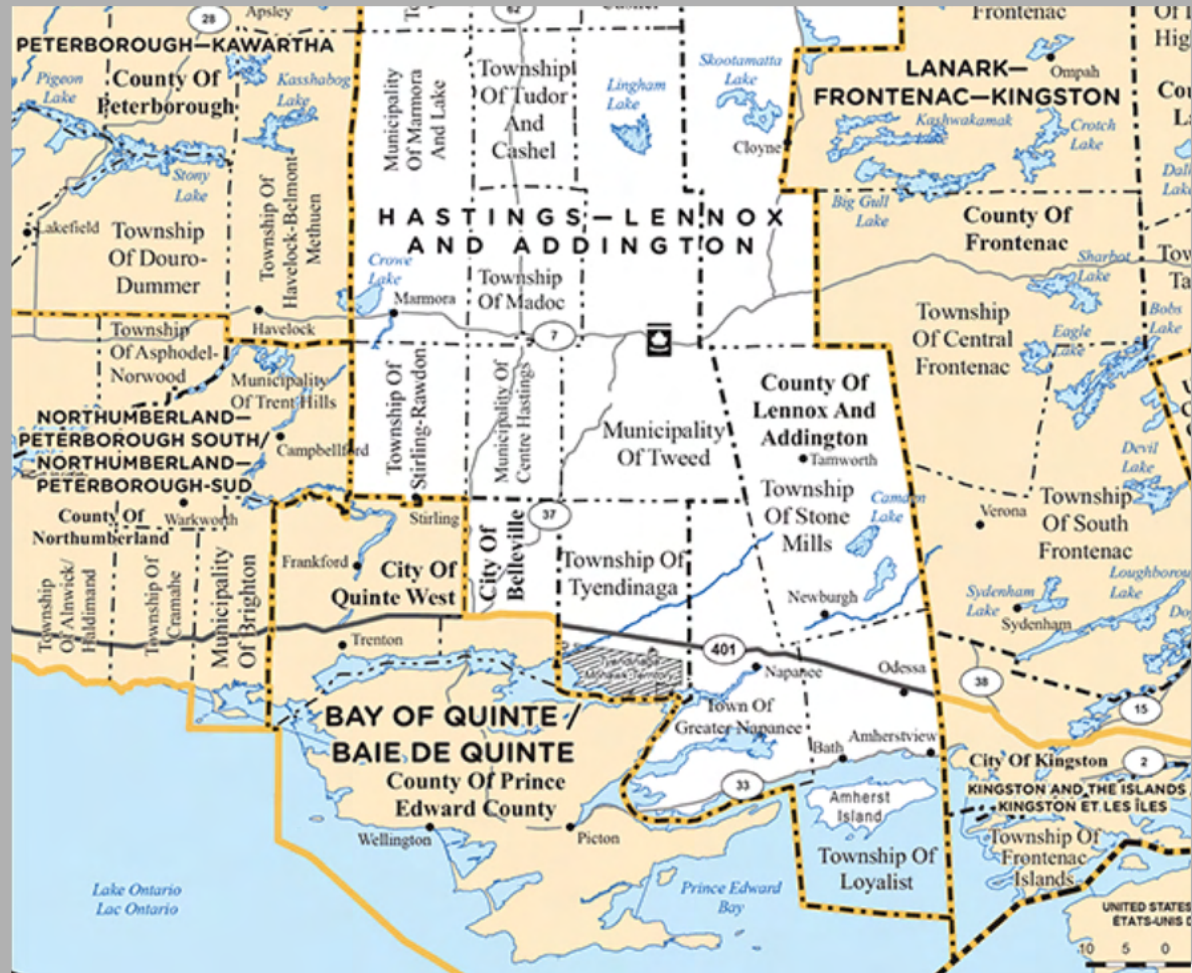 28
Apsley
62
Cashel
Frontenac
PETERBOROUGH—KAWARTHA
Pigeon
Lake
County Of
Peterborough
Kasshabog
Lake
Municipality
Of Marmora
And Lake
Township
Of Tudor
And
Cashel
Lingham
Lake
Skootamatta
Lake
Cloyne
LANARK—
FRONTENAC—KINGSTON
Ompah
Kashwakamak
Lake
Crotch
Lake
Big Gull
Lake
Stony
Lake
Lakefield
Township
Of Douro-
Dummer
Township Of
Havelock-Belmont
Methuen
HASTINGS—LENNOX
AND ADDINGTON
County Of
Frontenac
Sharbot
Lake
Crowe
Lake
Marmora
Township
Of Madoc
7
Havelock
Township
Of Asphodel-
Norwood
Municipality
Of Trent Hills
Township
Of Central
Frontenac
Eagle
Lake
Bobs
Lake
Township Of
Stirling-Rawdon
Municipality Of
Centre Hastings
Municipality
Of Tweed
County Of
Lennox And
Addington
Tamworth
NORTHUMBERLAND—
PETERBOROUGH SOUTH/
NORTHUMBERLAND—
PETERBOROUGH-SUD
Campbellford
Warkworth
County Of
Northumberland
Township
Of Alnwick/
Haldimand
Township Of
Cramahe
Municipality
Of Brighton
Stirling
Frankford
City Of
Quinte West
City Of
Belleville
37
Township Of
Tyendinaga
Township
Of Stone
Mills
Camden
Lake
Devil
Lake
Verona
Township
Of South
Frontenac
Newburgh
Sydenham
Lake
Sydenham
Trenton
Tyendinaga
Mohawk Territory
401
Napanee
Odessa
38
15
BAY OF QUINTE /
BAIE DE QUINTE
County Of Prince
Edward County
Town Of
Greater Napanee
Bath
Amherstview
33
City Of Kingston
2
KINGSTON AND THE ISLANDS
KINGSTON ET LES ÎLES
Amherst
Island
Wellington
Picton
Township Of
Frontenac
Islands
Township Of
Loyalist
Lake Ontario
Lac Ontario
Prince Edward
Bay
UNITED STATES
ÉTATS-UNIS D
10 5 0